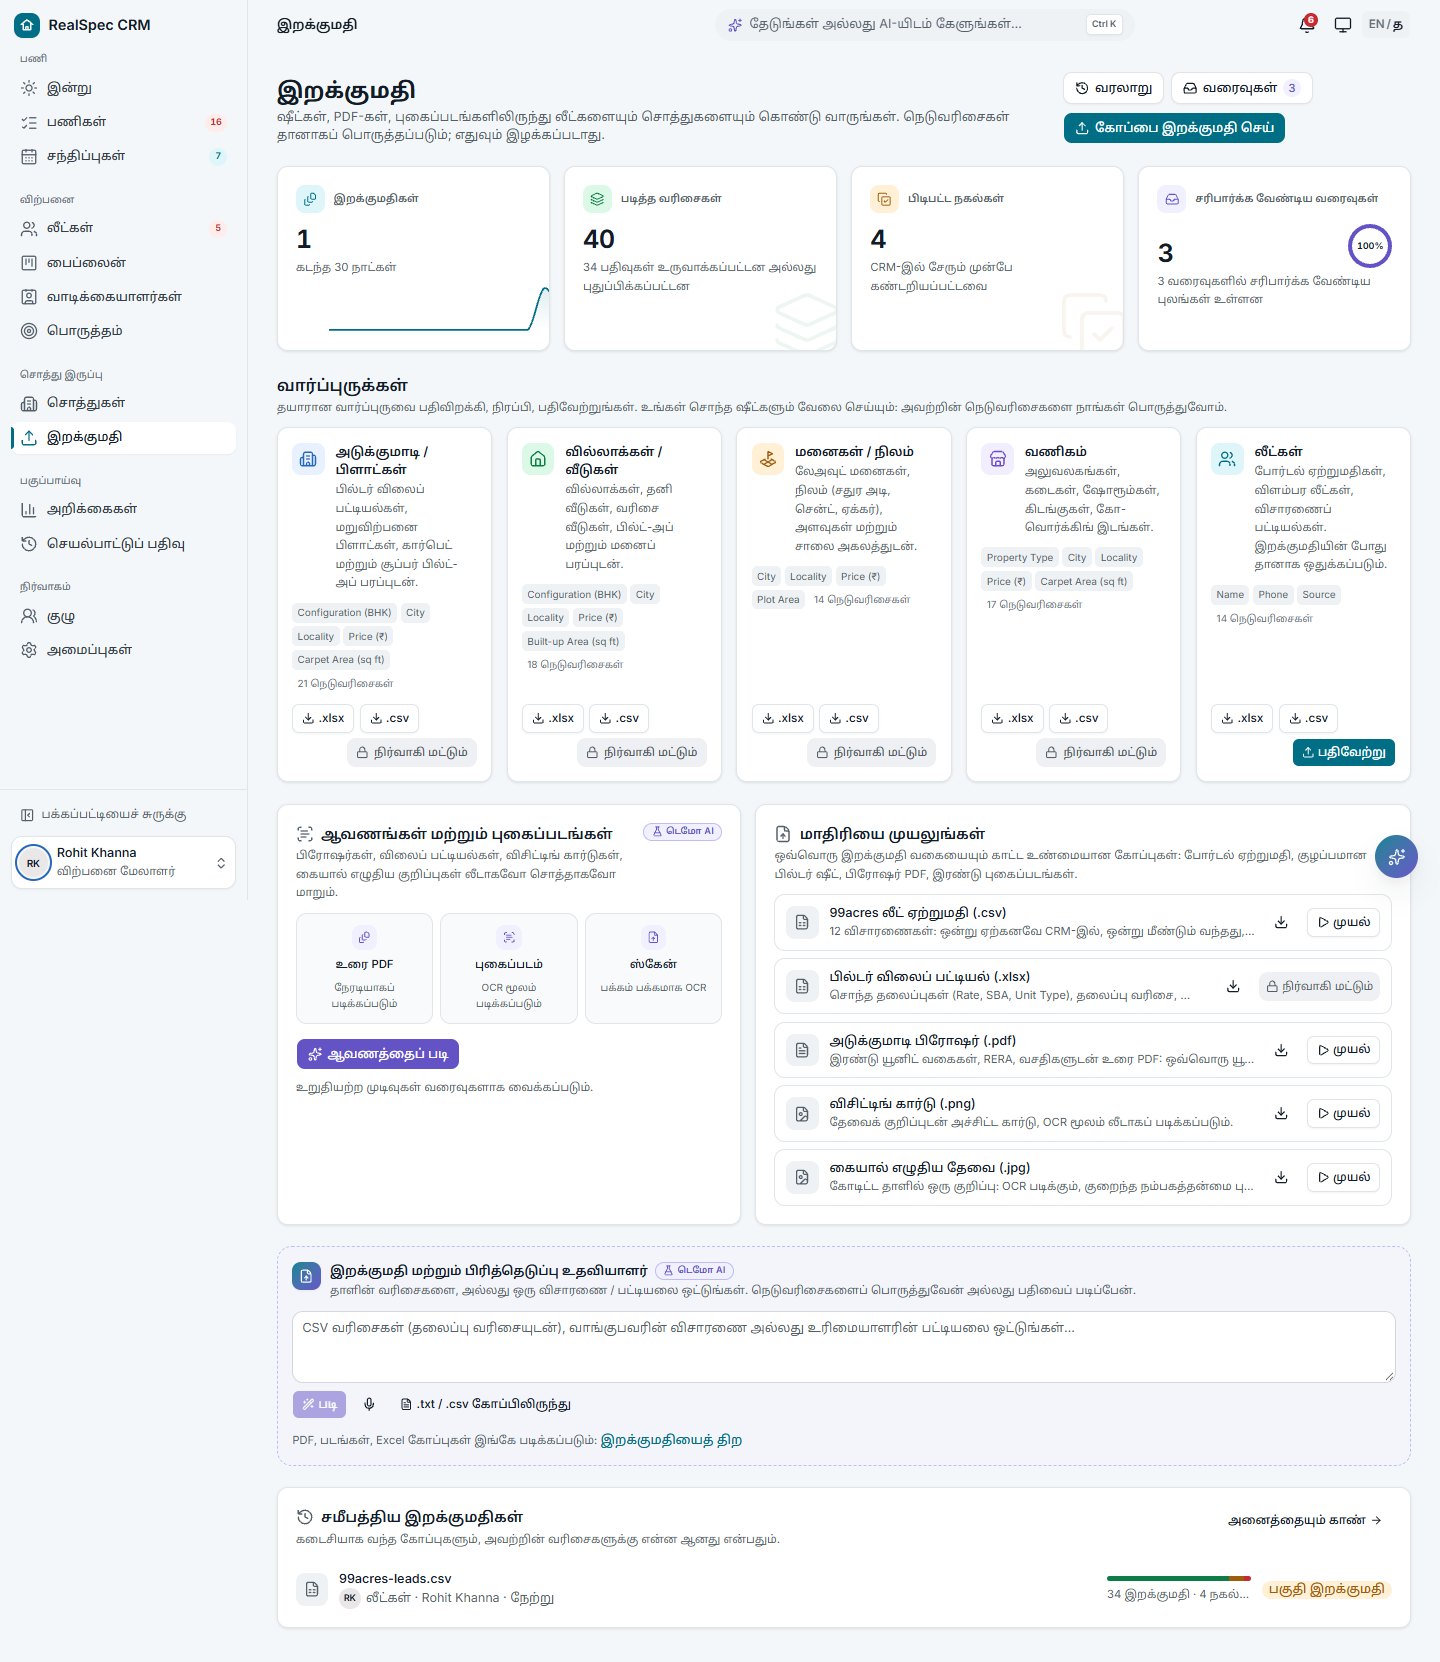 RealSpec CRM
பணி
இன்று
பணிகள் 16
சந்திப்புகள் 7
விற்பனை
லீட்கள் 5
பைப்லைன்
வாடிக்கையாளர்கள்
பொருத்தம்
சொத்து இருப்பு
சொத்துகள்
இறக்குமதி
பகுப்பாய்வு
அறிக்கைகள்
செயல்பாட்டுப் பதிவு
நிர்வாகம்
குழு
அமைப்புகள்
பக்கப்பட்டியைச் சுருக்கு
RK
Rohit Khanna
விற்பனை மேலாளர்
இறக்குமதி
தேடுங்கள் அல்லது AI-யிடம் கேளுங்கள்...
Ctrl K
6
EN / த
இறக்குமதி
ஷீட்கள், PDF-கள், புகைப்படங்களிலிருந்து லீட்களையும் சொத்துகளையும் கொண்டு வாருங்கள். நெடுவரிசைகள்
தானாகப் பொருத்தப்படும்; எதுவும் இழக்கப்படாது.
வரலாறு
வரைவுகள் 3
கோப்பை இறக்குமதி செய்
இறக்குமதிகள்
1
கடந்த 30 நாட்கள்
படித்த வரிசைகள்
40
34 பதிவுகள் உருவாக்கப்பட்டன அல்லது
புதுப்பிக்கப்பட்டன
பிடிபட்ட நகல்கள்
4
CRM-இல் சேரும் முன்பே
கண்டறியப்பட்டவை
சரிபார்க்க வேண்டிய வரைவுகள்
3
100%
3 வரைவுகளில் சரிபார்க்க வேண்டிய
புலங்கள் உள்ளன
வார்ப்புருக்கள்
தயாரான வார்ப்புருவை பதிவிறக்கி, நிரப்பி, பதிவேற்றுங்கள். உங்கள் சொந்த ஷீட்களும் வேலை செய்யும்: அவற்றின் நெடுவரிசைகளை நாங்கள் பொருத்துவோம்.
அடுக்குமாடி /
பிளாட்கள்
பில்டர் விலைப்
பட்டியல்கள்,
மறுவிற்பனை
பிளாட்கள், கார்பெட்
மற்றும் சூப்பர் பில்ட்-
அப் பரப்புடன்.
Configuration (BHK) City
Locality Price (₹)
Carpet Area (sq ft)
21 நெடுவரிசைகள்
.xlsx .csv
நிர்வாகி மட்டும்
வில்லாக்கள் /
வீடுகள்
வில்லாக்கள், தனி
வீடுகள், வரிசை
வீடுகள், பில்ட்-அப்
மற்றும் மனைப்
பரப்புடன்.
Configuration (BHK) City
Locality Price (₹)
Built-up Area (sq ft)
18 நெடுவரிசைகள்
.xlsx .csv
நிர்வாகி மட்டும்
மனைகள் / நிலம்
லேஅவுட் மனைகள்,
நிலம் (சதுர அடி,
சென்ட், ஏக்கர்),
அளவுகள் மற்றும்
சாலை அகலத்துடன்.
City Locality Price (₹)
Plot Area 14 நெடுவரிசைகள்
.xlsx .csv
நிர்வாகி மட்டும்
வணிகம்
அலுவலகங்கள்,
கடைகள், ஷோரூம்கள்,
கிடங்குகள், கோ-
வொர்க்கிங் இடங்கள்.
Property Type City Locality
Price (₹) Carpet Area (sq ft)
17 நெடுவரிசைகள்
.xlsx .csv
நிர்வாகி மட்டும்
லீட்கள்
போர்டல் ஏற்றுமதிகள்,
விளம்பர லீட்கள்,
விசாரணைப்
பட்டியல்கள்.
இறக்குமதியின் போது
தானாக ஒதுக்கப்படும்.
Name Phone Source
14 நெடுவரிசைகள்
.xlsx .csv
பதிவேற்று
ஆவணங்கள் மற்றும் புகைப்படங்கள்
டெமோ AI
பிரோஷர்கள், விலைப் பட்டியல்கள், விசிட்டிங் கார்டுகள்,
கையால் எழுதிய குறிப்புகள் லீடாகவோ சொத்தாகவோ
மாறும்.
உரை PDF
நேரடியாகப்
படிக்கப்படும்
புகைப்படம்
OCR மூலம்
படிக்கப்படும்
ஸ்கேன்
பக்கம் பக்கமாக OCR
ஆவணத்தைப் படி
உறுதியற்ற முடிவுகள் வரைவுகளாக வைக்கப்படும்.
மாதிரியை முயலுங்கள்
ஒவ்வொரு இறக்குமதி வகையையும் காட்ட உண்மையான கோப்புகள்: போர்டல் ஏற்றுமதி, குழப்பமான
பில்டர் ஷீட், பிரோஷர் PDF, இரண்டு புகைப்படங்கள்.
99acres லீட் ஏற்றுமதி (.csv)
12 விசாரணைகள்: ஒன்று ஏற்கனவே CRM-இல், ஒன்று மீண்டும் வந்தது,...
முயல்
பில்டர் விலைப் பட்டியல் (.xlsx)
சொந்த தலைப்புகள் (Rate, SBA, Unit Type), தலைப்பு வரிசை, ...
நிர்வாகி மட்டும்
அடுக்குமாடி பிரோஷர் (.pdf)
இரண்டு யூனிட் வகைகள், RERA, வசதிகளுடன் உரை PDF: ஒவ்வொரு யூ...
முயல்
விசிட்டிங் கார்டு (.png)
தேவைக் குறிப்புடன் அச்சிட்ட கார்டு, OCR மூலம் லீடாகப் படிக்கப்படும்.
முயல்
கையால் எழுதிய தேவை (.jpg)
கோடிட்ட தாளில் ஒரு குறிப்பு: OCR படிக்கும், குறைந்த நம்பகத்தன்மை பு...
முயல்
இறக்குமதி மற்றும் பிரித்தெடுப்பு உதவியாளர்
டெமோ AI
தாளின் வரிசைகளை, அல்லது ஒரு விசாரணை / பட்டியலை ஒட்டுங்கள். நெடுவரிசைகளைப் பொருத்துவேன் அல்லது பதிவைப் படிப்பேன்.
CSV வரிசைகள் (தலைப்பு வரிசையுடன்), வாங்குபவரின் விசாரணை அல்லது உரிமையாளரின் பட்டியலை ஒட்டுங்கள்...
படி
.txt / .csv கோப்பிலிருந்து
PDF, படங்கள், Excel கோப்புகள் இங்கே படிக்கப்படும்: இறக்குமதியைத் திற
சமீபத்திய இறக்குமதிகள்
கடைசியாக வந்த கோப்புகளும், அவற்றின் வரிசைகளுக்கு என்ன ஆனது என்பதும்.
அனைத்தையும் காண் →
99acres-leads.csv
RK லீட்கள் · Rohit Khanna · நேற்று
34 இறக்குமதி · 4 நகல்...
பகுதி இறக்குமதி